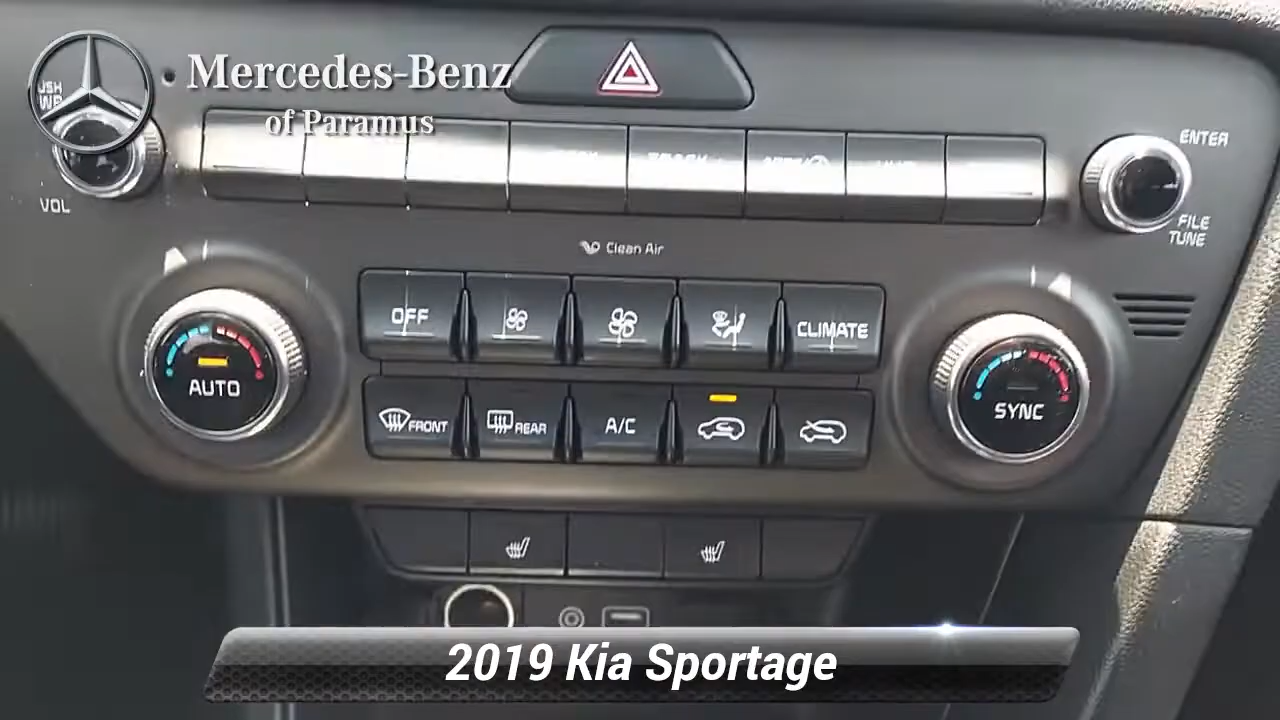 Mercedes-Benz
of Paramus
VOL
ENTER
FILE
TUNE
Clean Air
OFF
CLIMATE
AUTO
FRONT
REAR
A/C
SYNC
2019 Kia Sportage